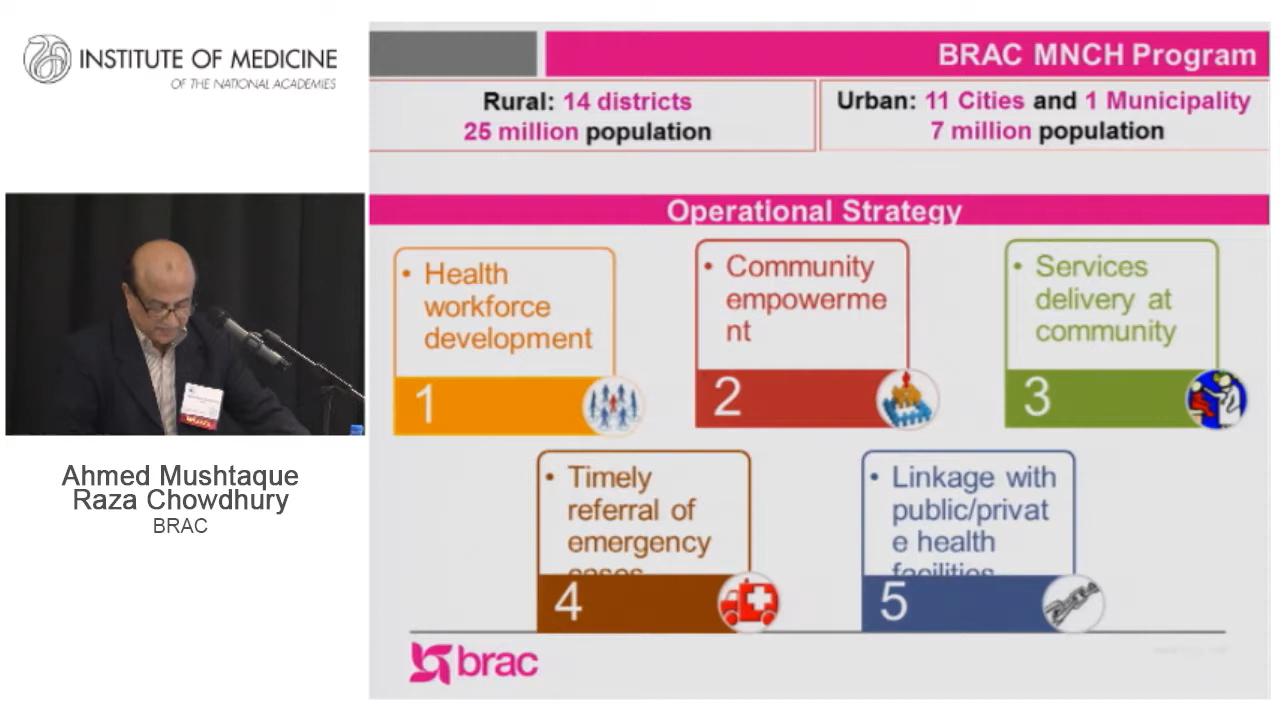 INSTITUTE OF MEDICINE
OF THE NATIONAL ACADEMIES
Ahmed Mushtaque
Raza Chowdhury
BRAC
BRAC MNCH Program
Rural: 14 districts
25 million population
Urban: 11 Cities and 1 Municipality
7 million population
Operational Strategy
• Health
workforce
development
1
• Community
empowerme
nt
2
• Services
delivery at
community
3
• Timely
referral of
emergency
cases
4
• Linkage with
public/privat
e health
facilities
5
brac